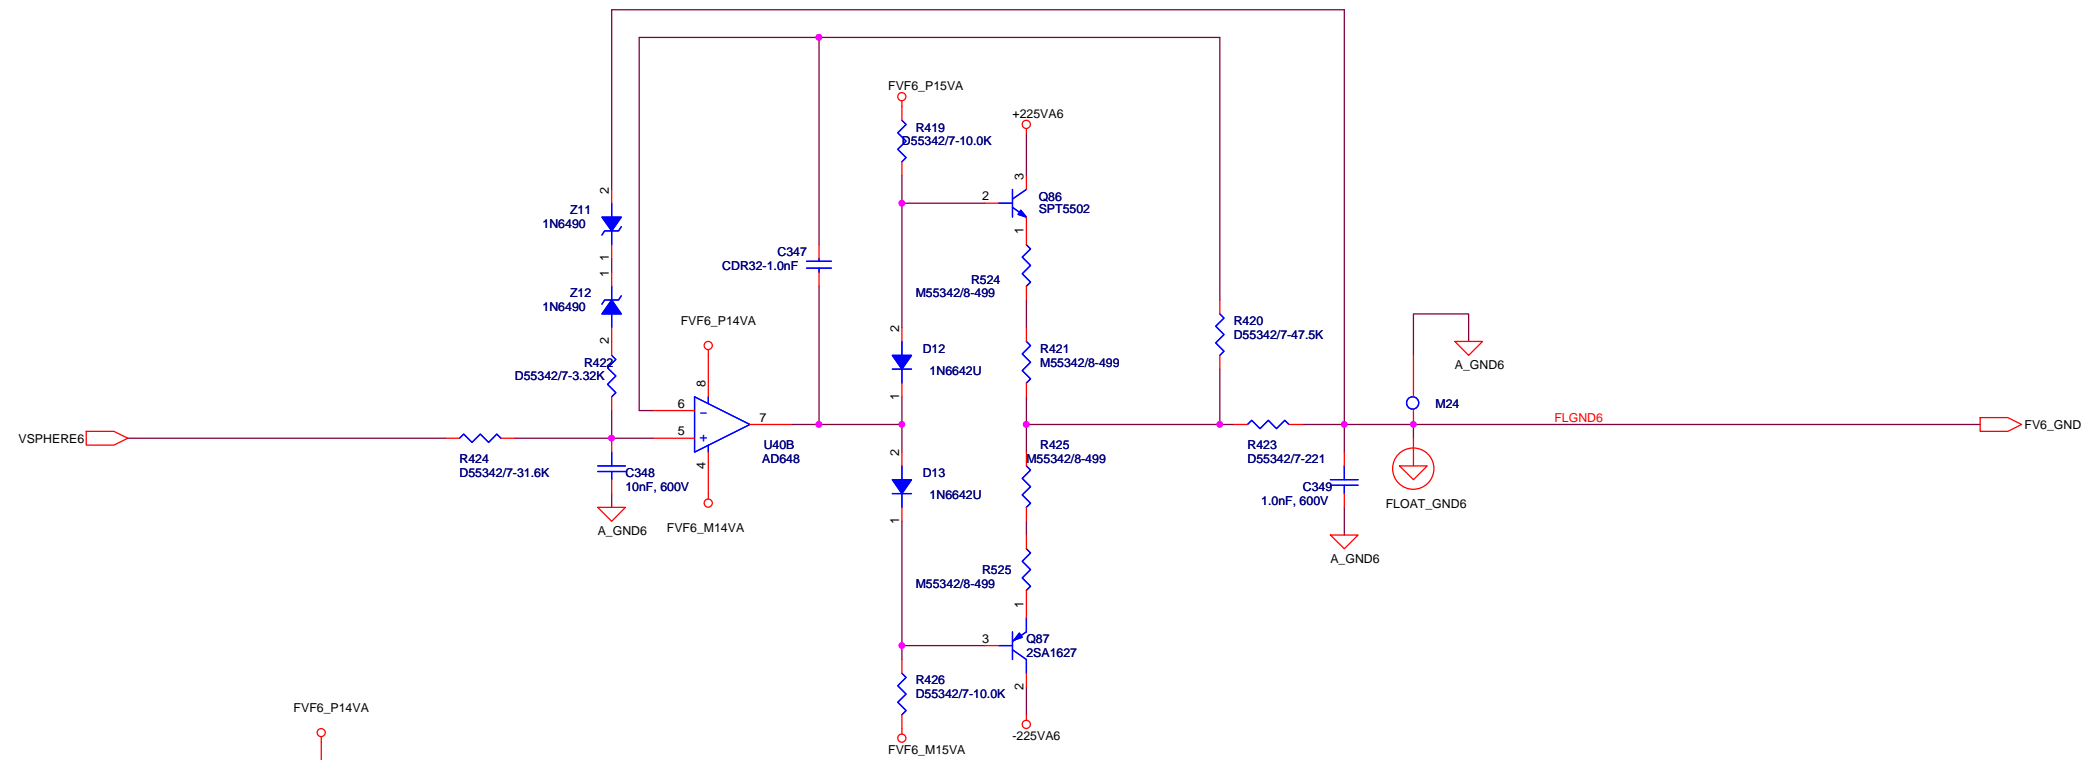 FVF6_P15VA
R419
D55342/7-10.0K
+225VA6
3
2
Q86
SPT5502
1
2
Z11
1N6490
1
1
Z12
1N6490
2
R422
D55342/7-3.32K
C347
CDR32-1.0nF
R524
M55342/8-499
FVF6_P14VA
8
2
D12
1N6642U
1
R421
M55342/8-499
R420
D55342/7-47.5K
A_GND6
M24
VSPHERE6
R424
D55342/7-31.6K
6
5
7
4
U40B
AD648
C348
10nF, 600V
A_GND6
FVF6_M14VA
2
D13
1N6642U
1
R425
M55342/8-499
R423
D55342/7-221
C349
1.0nF, 600V
A_GND6
FLGND6
FV6_GND
FLOAT_GND6
R525
M55342/8-499
1
3
Q87
2SA1627
2
R426
D55342/7-10.0K
-225VA6
FVF6_M15VA
FVF6_P14VA